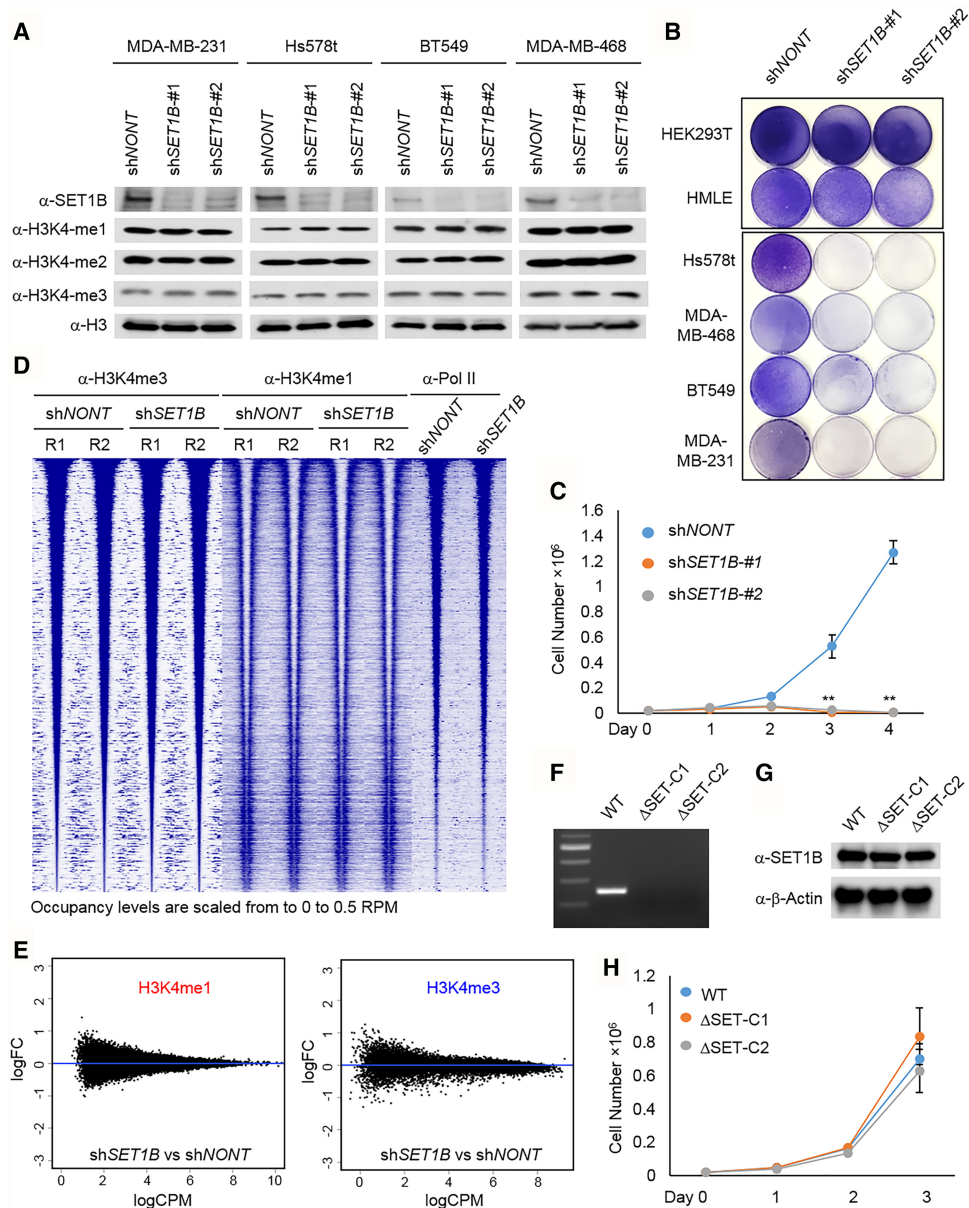 A
MDA-MB-231 Hs578t BT549 MDA-MB-468
shNONT shSET1B-#1 shSET1B-#2 shNONT shSET1B-#1 shSET1B-#2 shNONT shSET1B-#1 shSET1B-#2 shNONT shSET1B-#1 shSET1B-#2
α-SET1B
α-H3K4-me1
α-H3K4-me2
α-H3K4-me3
α-H3
B
shNONT shSET1B-#1 shSET1B-#2
HEK293T
HMLE
Hs578t
MDA-
MB-468
BT549
MDA-
MB-231
D
α-H3K4me3 α-H3K4me1 α-Pol II
shNONT shSET1B shNONT shSET1B shNONT shSET1B
R1 R2 R1 R2 R1 R2 R1 R2
Occupancy levels are scaled from to 0 to 0.5 RPM
C
Cell Number ×10⁶
1.6
1.4
1.2
1
0.8
0.6
0.4
0.2
0
shNONT
shSET1B-#1
shSET1B-#2
** **
Day 0 1 2 3 4
F
WT ΔSET-C1 ΔSET-C2
G
WT ΔSET-C1 ΔSET-C2
α-SET1B
α-β-Actin
E
logFC
3
2
1
0
-1
-2
-3
H3K4me1
shSET1B vs shNONT
0 2 4 6 8 10
logCPM
3
2
1
0
-1
-2
-3
H3K4me3
shSET1B vs shNONT
0 2 4 6 8
logCPM
H
Cell Number ×10⁶
1.2
1
0.8
0.6
0.4
0.2
0
WT
ΔSET-C1
ΔSET-C2
Day 0 1 2 3